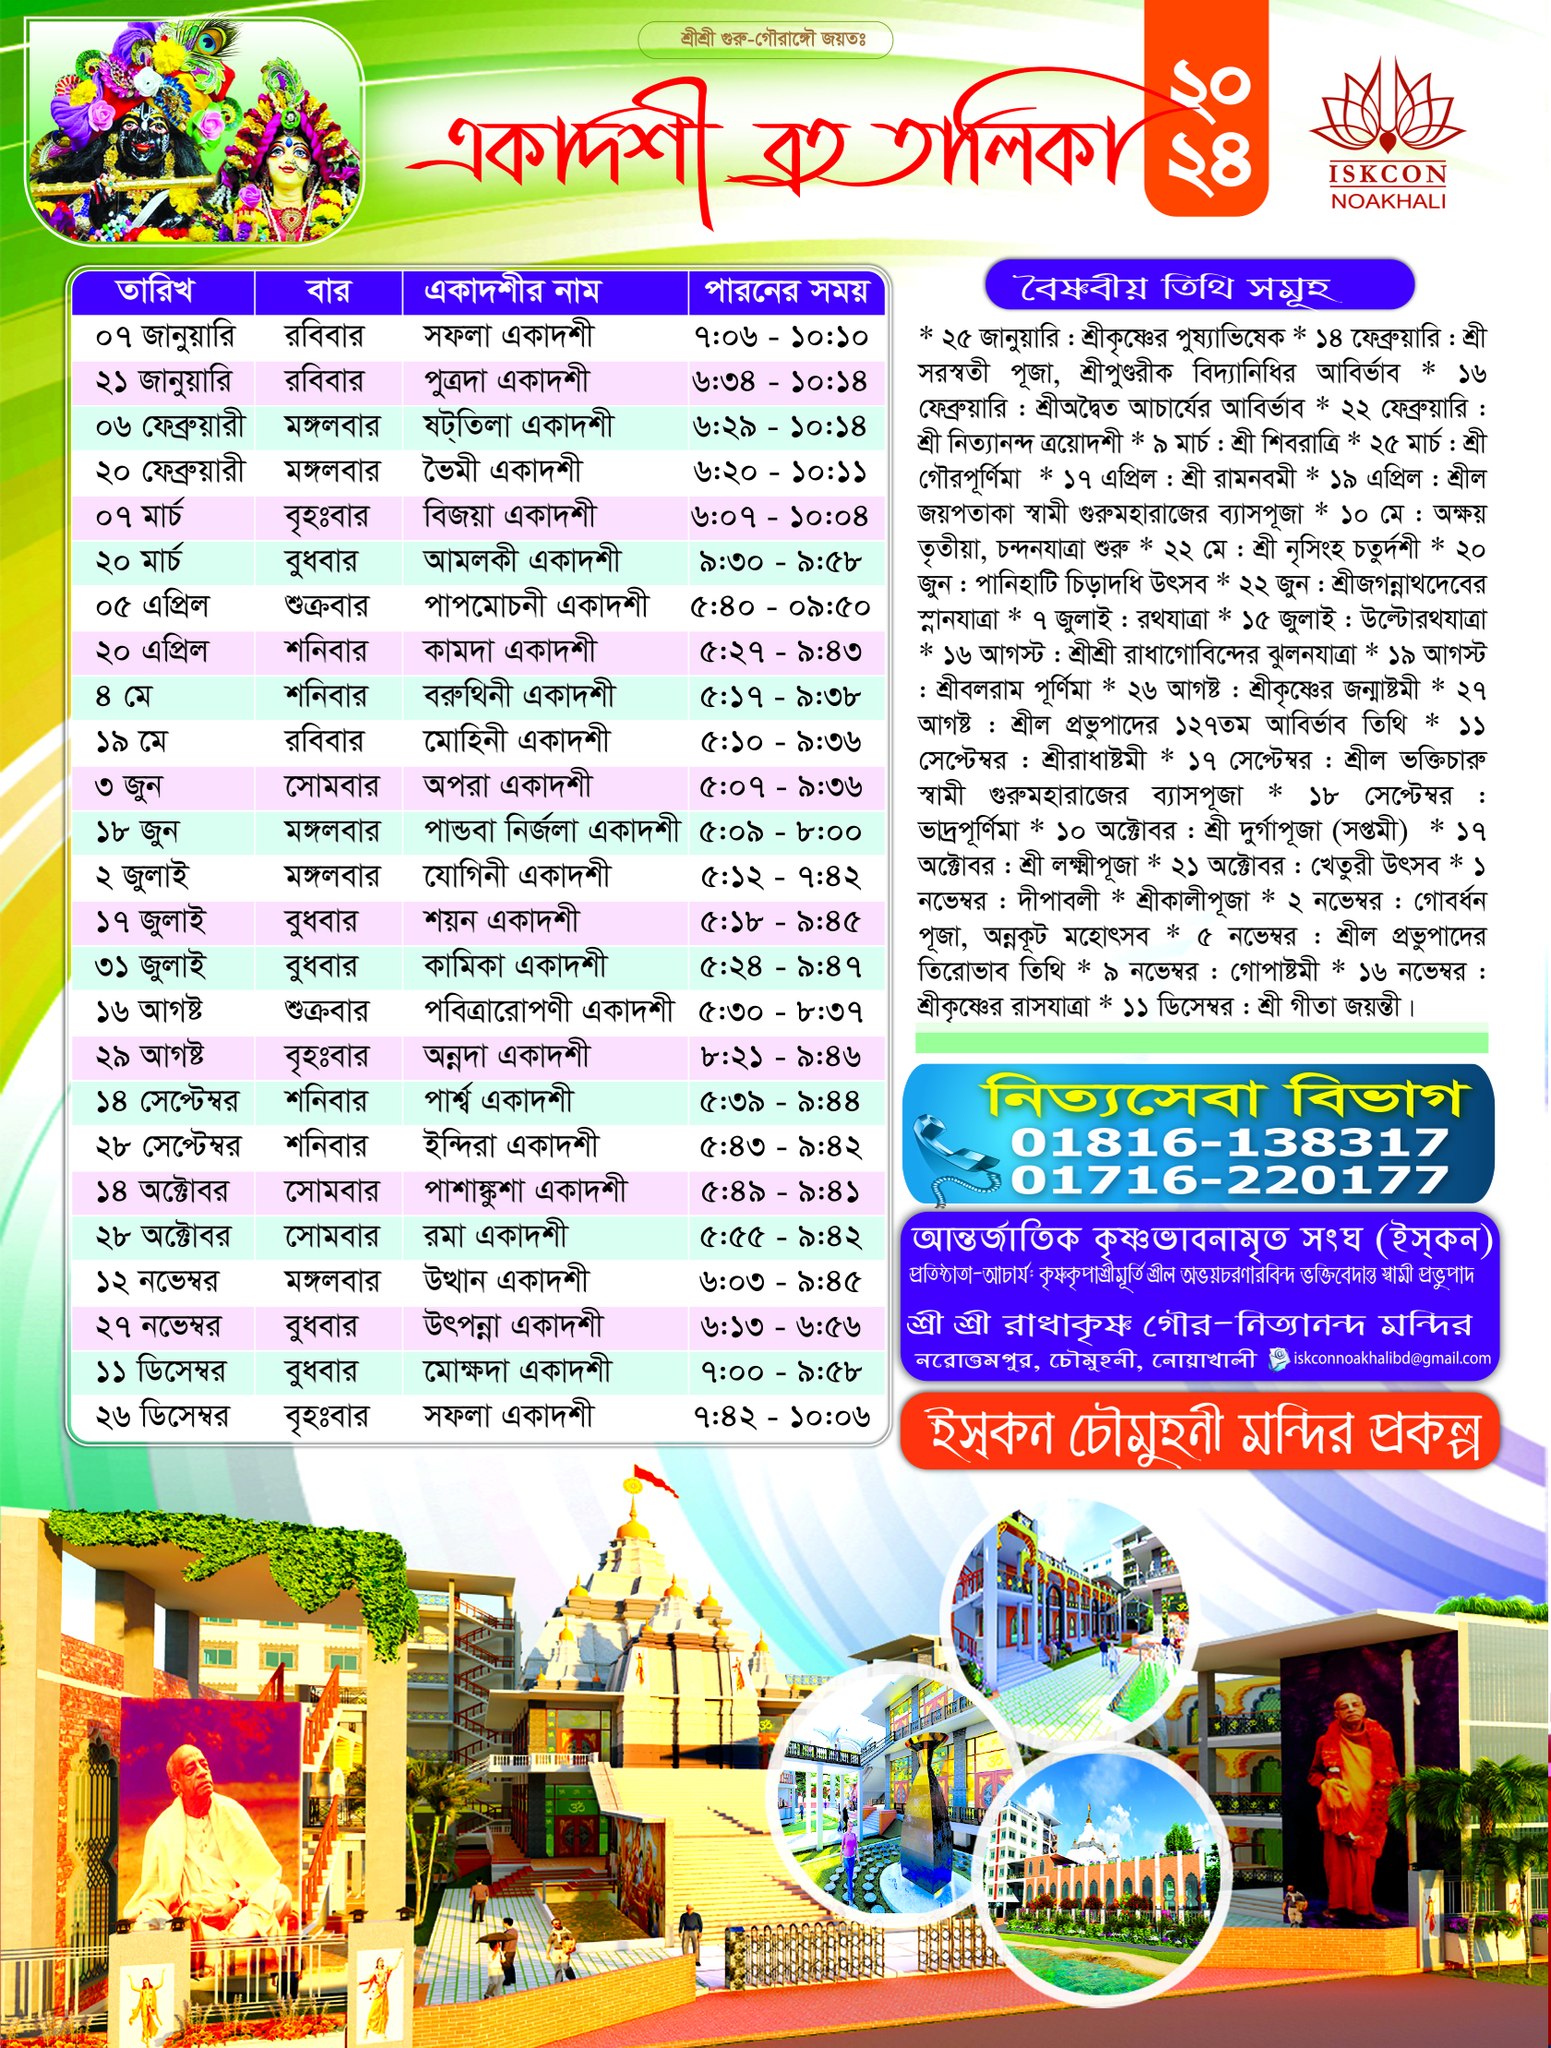 শ্রীশ্রী গুরু-গৌরাঙ্গৌ জয়তঃ
একাদশী ব্রত তালিকা
২০
২৪
ISKCON
NOAKHALI
তারিখ বার একাদশীর নাম পারনের সময়
০৭ জানুয়ারি রবিবার সফলা একাদশী ৭:০৬ - ১০:১০
২১ জানুয়ারি রবিবার পুত্রদা একাদশী ৬:৩৪ - ১০:১৪
০৬ ফেব্রুয়ারী মঙ্গলবার ষট্‌তিলা একাদশী ৬:২৯ - ১০:১৪
২০ ফেব্রুয়ারী মঙ্গলবার ভৈমী একাদশী ৬:২০ - ১০:১১
০৭ মার্চ বৃহঃবার বিজয়া একাদশী ৬:০৭ - ১০:০৪
২০ মার্চ বুধবার আমলকী একাদশী ৯:৩০ - ৯:৫৮
০৫ এপ্রিল শুক্রবার পাপমোচনী একাদশী ৫:৪০ - ০৯:৫০
২০ এপ্রিল শনিবার কামদা একাদশী ৫:২৭ - ৯:৪৩
৪ মে শনিবার বরুথিনী একাদশী ৫:১৭ - ৯:৩৮
১৯ মে রবিবার মোহিনী একাদশী ৫:১০ - ৯:৩৬
৩ জুন সোমবার অপরা একাদশী ৫:০৭ - ৯:৩৬
১৮ জুন মঙ্গলবার পান্ডবা নির্জলা একাদশী ৫:০৯ - ৮:০০
২ জুলাই মঙ্গলবার যোগিনী একাদশী ৫:১২ - ৭:৪২
১৭ জুলাই বুধবার শয়ন একাদশী ৫:১৮ - ৯:৪৫
৩১ জুলাই বুধবার কামিকা একাদশী ৫:২৪ - ৯:৪৭
১৬ আগষ্ট শুক্রবার পবিত্রারোপণী একাদশী ৫:৩০ - ৮:৩৭
২৯ আগষ্ট বৃহঃবার অন্নদা একাদশী ৮:২১ - ৯:৪৬
১৪ সেপ্টেম্বর শনিবার পার্শ্ব একাদশী ৫:৩৯ - ৯:৪৪
২৮ সেপ্টেম্বর শনিবার ইন্দিরা একাদশী ৫:৪৩ - ৯:৪২
১৪ অক্টোবর সোমবার পাশাঙ্কুশা একাদশী ৫:৪৯ - ৯:৪১
২৮ অক্টোবর সোমবার রমা একাদশী ৫:৫৫ - ৯:৪২
১২ নভেম্বর মঙ্গলবার উত্থান একাদশী ৬:০৩ - ৯:৪৫
২৭ নভেম্বর বুধবার উৎপন্না একাদশী ৬:১৩ - ৬:৫৬
১১ ডিসেম্বর বুধবার মোক্ষদা একাদশী ৭:০০ - ৯:৫৮
২৬ ডিসেম্বর বৃহঃবার সফলা একাদশী ৭:৪২ - ১০:০৬
বৈষ্ণবীয় তিথি সমূহ
* ২৫ জানুয়ারি : শ্রীকৃষ্ণের পুষ্যাভিষেক * ১৪ ফেব্রুয়ারি : শ্রী
সরস্বতী পূজা, শ্রীপুণ্ডরীক বিদ্যানিধির আবির্ভাব * ১৬
ফেব্রুয়ারি : শ্রীঅদ্বৈত আচার্যের আবির্ভাব * ২২ ফেব্রুয়ারি :
শ্রী নিত্যানন্দ ত্রয়োদশী * ৯ মার্চ : শ্রী শিবরাত্রি * ২৫ মার্চ : শ্রী
গৌরপূর্ণিমা * ১৭ এপ্রিল : শ্রী রামনবমী * ১৯ এপ্রিল : শ্রীল
জয়পতাকা স্বামী গুরুমহারাজের ব্যাসপূজা * ১০ মে : অক্ষয়
তৃতীয়া, চন্দনযাত্রা শুরু * ২২ মে : শ্রী নৃসিংহ চতুর্দশী * ২০
জুন : পানিহাটি চিড়াদধি উৎসব * ২২ জুন : শ্রীজগন্নাথদেবের
স্নানযাত্রা * ৭ জুলাই : রথযাত্রা * ১৫ জুলাই : উল্টোরথযাত্রা
* ১৬ আগস্ট : শ্রীশ্রী রাধাগোবিন্দের ঝুলনযাত্রা * ১৯ আগস্ট
: শ্রীবলরাম পূর্ণিমা * ২৬ আগষ্ট : শ্রীকৃষ্ণের জন্মাষ্টমী * ২৭
আগষ্ট : শ্রীল প্রভুপাদের ১২৭তম আবির্ভাব তিথি * ১১
সেপ্টেম্বর : শ্রীরাধাষ্টমী * ১৭ সেপ্টেম্বর : শ্রীল ভক্তিচারু
স্বামী গুরুমহারাজের ব্যাসপূজা * ১৮ সেপ্টেম্বর :
ভাদ্রপূর্ণিমা * ১০ অক্টোবর : শ্রী দুর্গাপূজা (সপ্তমী) * ১৭
অক্টোবর : শ্রী লক্ষ্মীপূজা * ২১ অক্টোবর : খেতুরী উৎসব * ১
নভেম্বর : দীপাবলী * শ্রীকালীপূজা * ২ নভেম্বর : গোবর্ধন
পূজা, অন্নকূট মহোৎসব * ৫ নভেম্বর : শ্রীল প্রভুপাদের
তিরোভাব তিথি * ৯ নভেম্বর : গোপাষ্টমী * ১৬ নভেম্বর :
শ্রীকৃষ্ণের রাসযাত্রা * ১১ ডিসেম্বর : শ্রী গীতা জয়ন্তী।
নিত্যসেবা বিভাগ
01816-138317
01716-220177
আন্তর্জাতিক কৃষ্ণভাবনামৃত সংঘ (ইস্‌কন)
প্রতিষ্ঠাতা-আচার্য: কৃষ্ণকৃপাশ্রীমূর্তি শ্রীল অভয়চরণারবিন্দ ভক্তিবেদান্ত স্বামী প্রভুপাদ
শ্রী শ্রী রাধাকৃষ্ণ গৌর-নিত্যানন্দ মন্দির
নরোত্তমপুর, চৌমুহনী, নোয়াখালী iskconnoakhalibd@gmail.com
ইস্‌কন চৌমুহনী মন্দির প্রকল্প